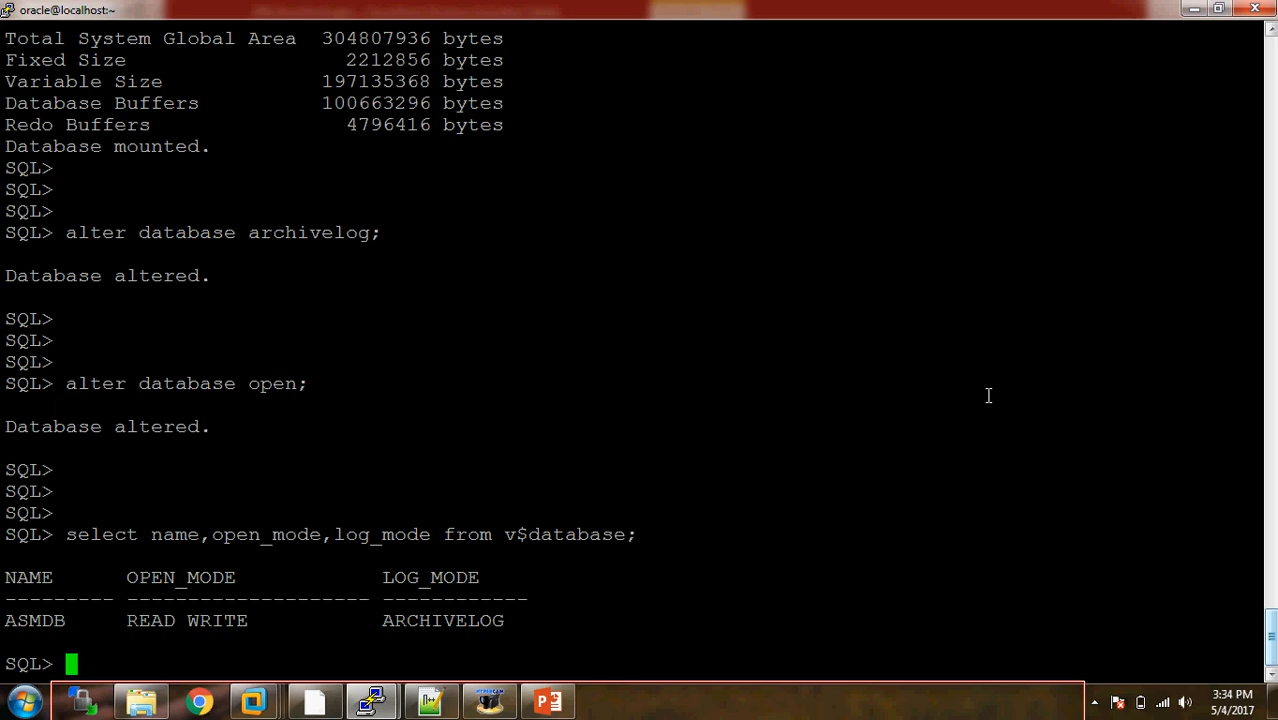 oracle@localhost:~
Total System Global Area  304807936 bytes
Fixed Size                  2212856 bytes
Variable Size             197135368 bytes
Database Buffers          100663296 bytes
Redo Buffers                4796416 bytes
Database mounted.
SQL>
SQL>
SQL>
SQL> alter database archivelog;
Database altered.
SQL>
SQL>
SQL>
SQL> alter database open;
Database altered.
SQL>
SQL>
SQL>
SQL> select name,open_mode,log_mode from v$database;
NAME      OPEN_MODE            LOG_MODE
--------- -------------------- ------------
ASMDB     READ WRITE           ARCHIVELOG
SQL>
3:34 PM
5/4/2017